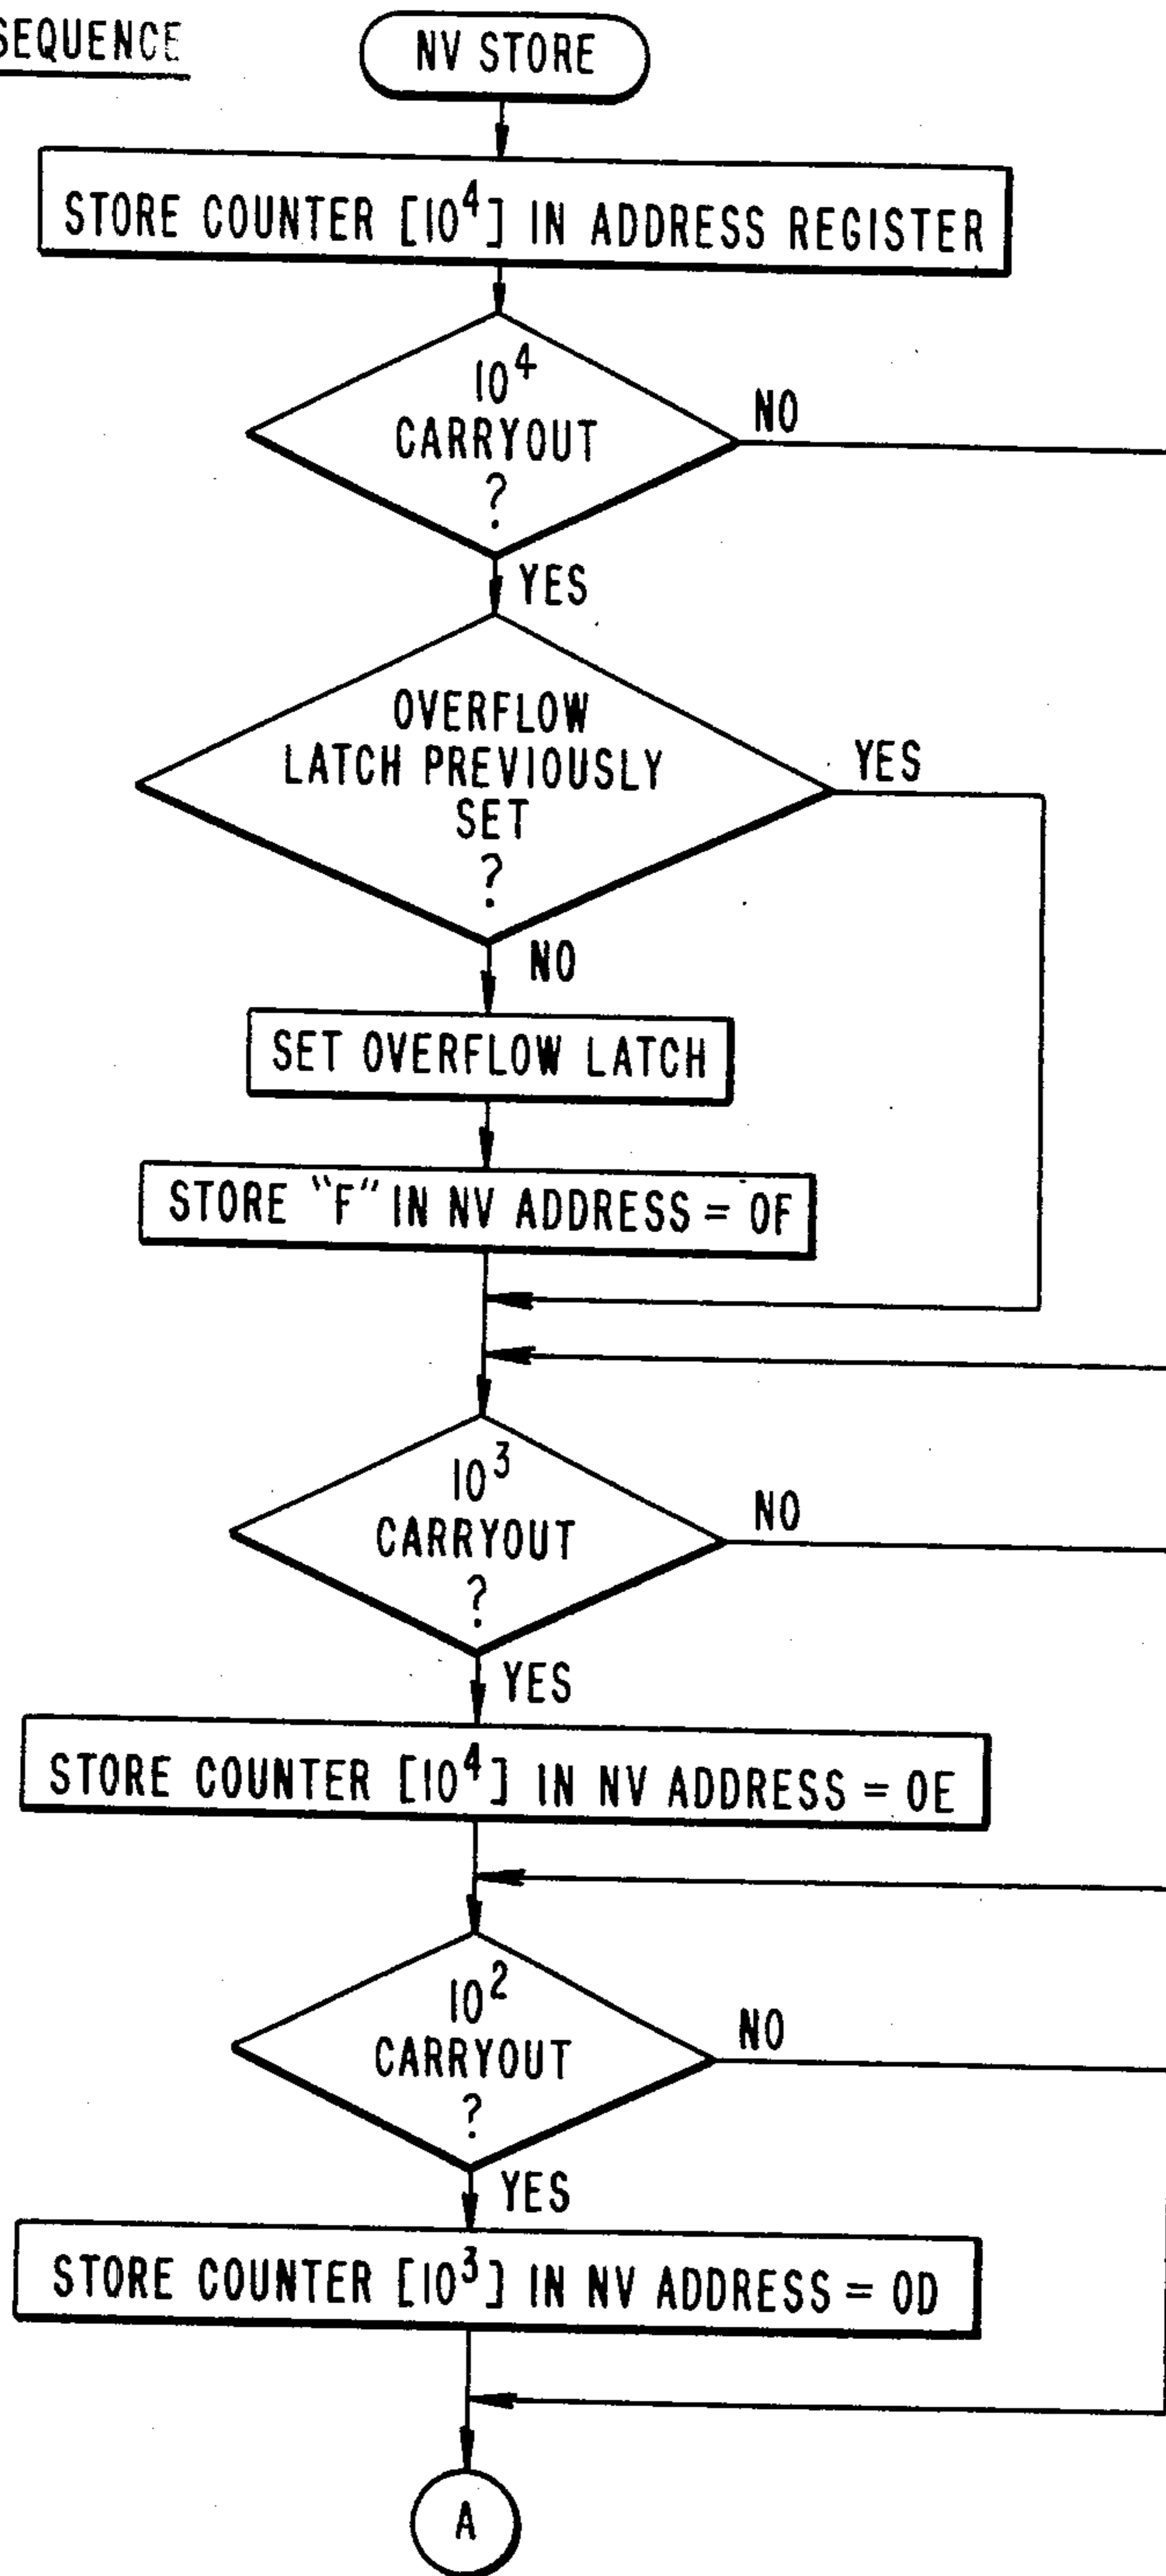 SEQUENCE
NV STORE
STORE COUNTER [10⁴] IN ADDRESS REGISTER
10⁴
CARRYOUT
?
NO
YES
OVERFLOW
LATCH PREVIOUSLY
SET
?
YES
NO
SET OVERFLOW LATCH
STORE "F" IN NV ADDRESS = 0F
10³
CARRYOUT
?
NO
YES
STORE COUNTER [10⁴] IN NV ADDRESS = 0E
10²
CARRYOUT
?
NO
YES
STORE COUNTER [10³] IN NV ADDRESS = 0D
A